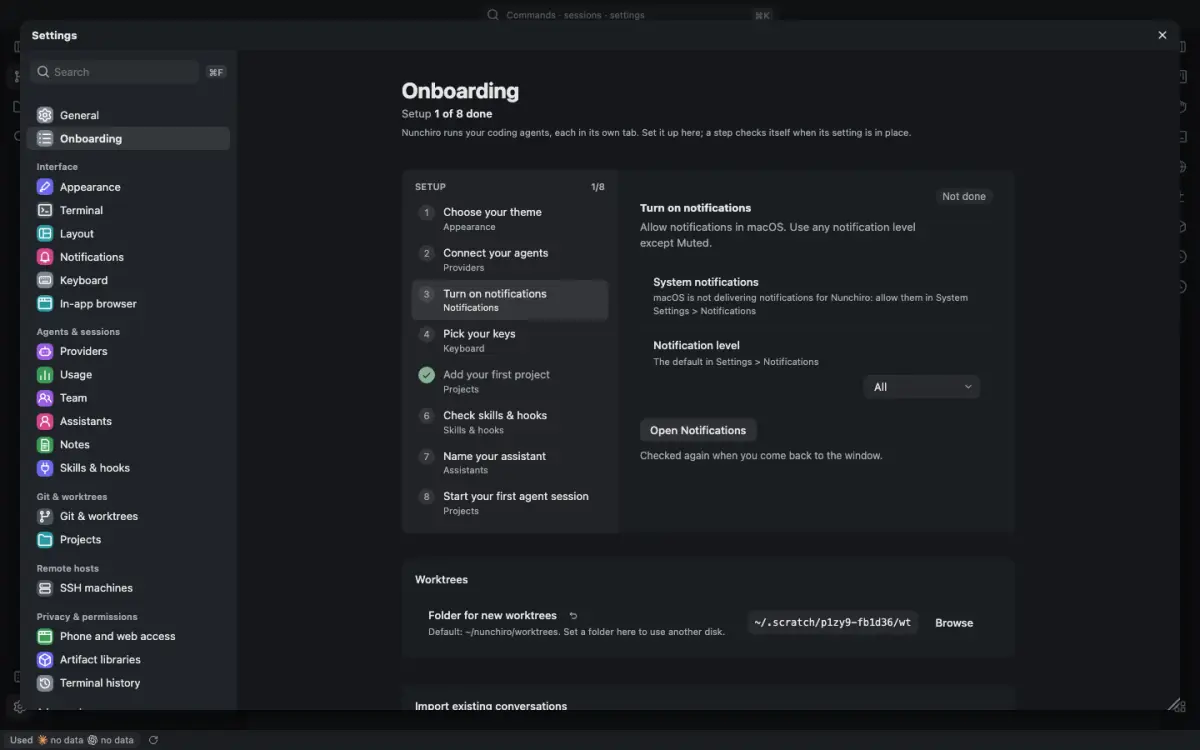 Commands · sessions · settings ⌘K
Settings
Search ⌘F
General
Onboarding
Interface
Appearance
Terminal
Layout
Notifications
Keyboard
In-app browser
Agents & sessions
Providers
Usage
Team
Assistants
Notes
Skills & hooks
Git & worktrees
Git & worktrees
Projects
Remote hosts
SSH machines
Privacy & permissions
Phone and web access
Artifact libraries
Terminal history
Onboarding
Setup 1 of 8 done
Nunchiro runs your coding agents, each in its own tab. Set it up here; a step checks itself when its setting is in place.
SETUP 1/8
1 Choose your theme
Appearance
2 Connect your agents
Providers
3 Turn on notifications
Notifications
4 Pick your keys
Keyboard
Add your first project
Projects
6 Check skills & hooks
Skills & hooks
7 Name your assistant
Assistants
8 Start your first agent session
Projects
Not done
Turn on notifications
Allow notifications in macOS. Use any notification level
except Muted.
System notifications
macOS is not delivering notifications for Nunchiro: allow them in System
Settings > Notifications
Notification level
The default in Settings > Notifications
All
Open Notifications
Checked again when you come back to the window.
Worktrees
Folder for new worktrees
Default: ~/nunchiro/worktrees. Set a folder here to use another disk.
~/.scratch/p1zy9-fb1d36/wt
Browse
Import existing conversations
Used no data no data